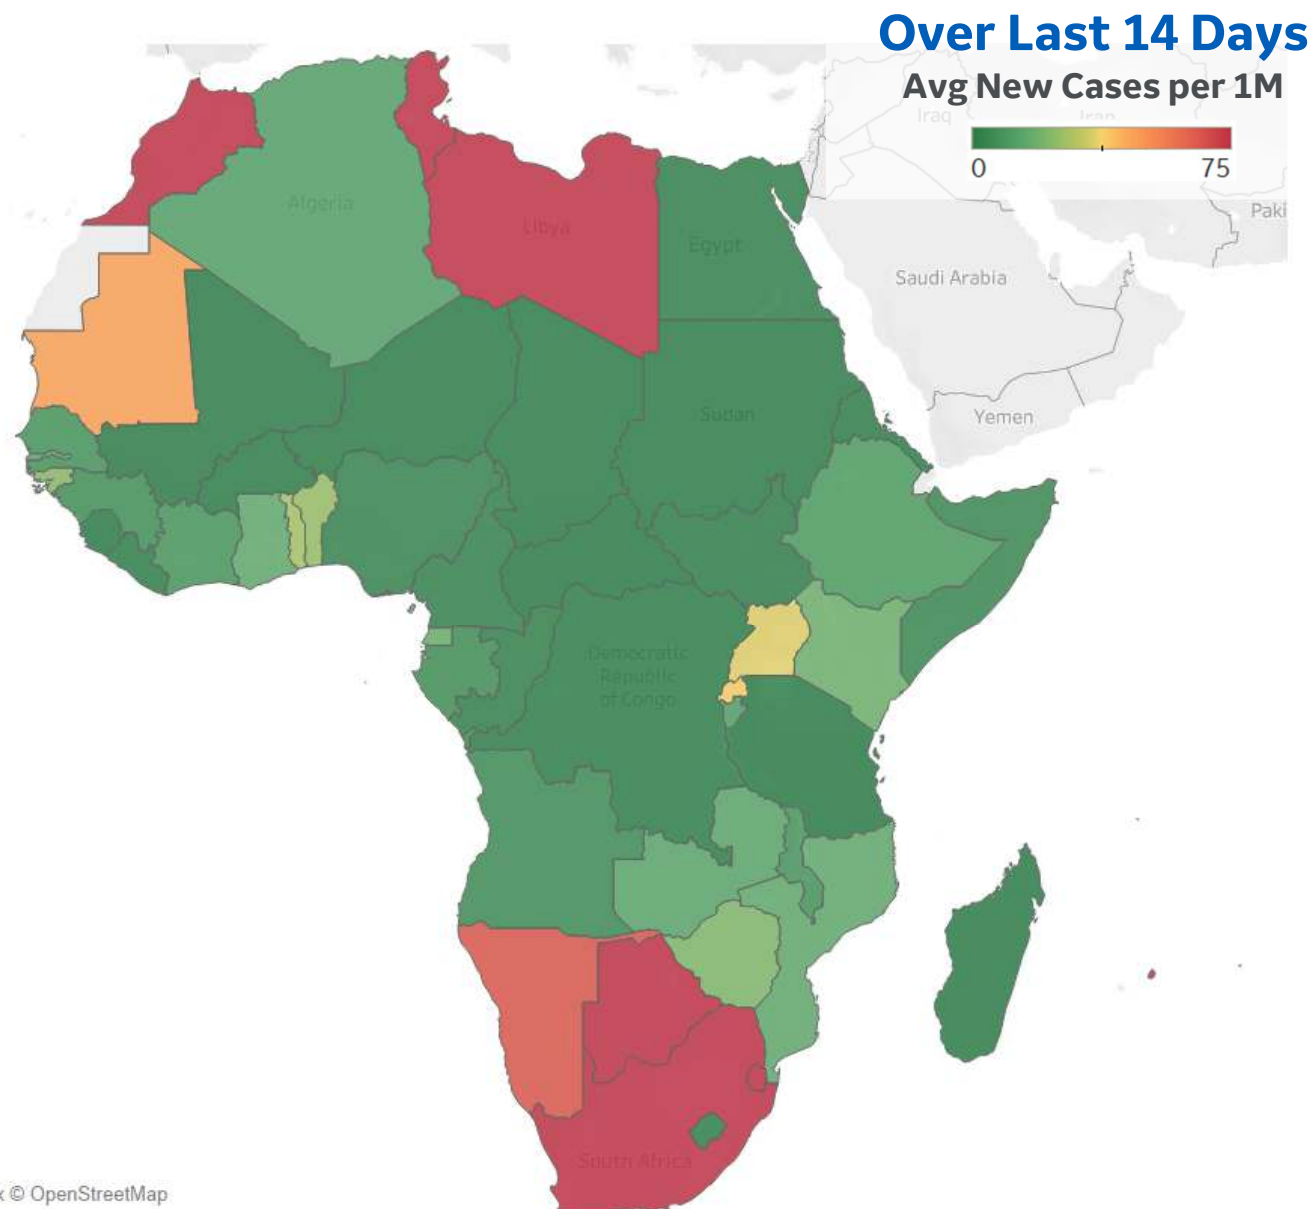 Over Last 14 Days
Avg New Cases per 1M
Iraq
Iran
0
75
Paki
Algeria
Libya
Egypt
Saudi Arabia
Sudan
Yemen
Democratic
Republic
of Congo
South Africa
x © OpenStreetMap